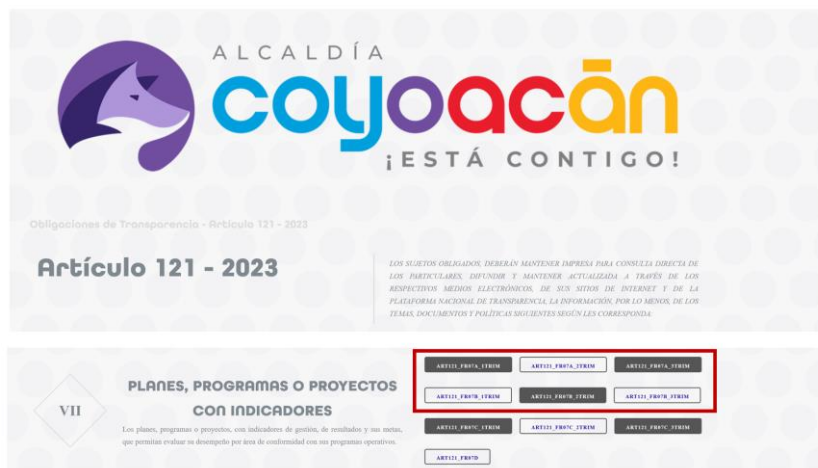 ALCALDÍA
COYOACĀN
¡ESTÁ CONTIGO!
Obligaciones de Transparencia - Artículo 121 - 2023
Artículo 121 - 2023
LOS SUJETOS OBLIGADOS, DEBERÁN MANTENER IMPRESA PARA CONSULTA DIRECTA DE
LOS PARTICULARES, DIFUNDIR Y MANTENER ACTUALIZADA A TRAVÉS DE LOS
RESPECTIVOS MEDIOS ELECTRÓNICOS, DE SUS SITIOS DE INTERNET Y DE LA
PLATAFORMA NACIONAL DE TRANSPARENCIA, LA INFORMACIÓN, POR LO MENOS, DE LOS
TEMAS, DOCUMENTOS Y POLÍTICAS SIGUIENTES SEGÚN LES CORRESPONDA:
VII
PLANES, PROGRAMAS O PROYECTOS
CON INDICADORES
Los planes, programas o proyectos, con indicadores de gestión, de resultados y sus metas,
que permitan evaluar su desempeño por área de conformidad con sus programas operativos.
ART121_FR07A_1TRIM ART121_FR07A_2TRIM ART121_FR07A_3TRIM
ART121_FR07B_1TRIM ART121_FR07B_2TRIM ART121_FR07B_3TRIM
ART121_FR07C_1TRIM ART121_FR07C_2TRIM ART121_FR07C_3TRIM
ART121_FR07D